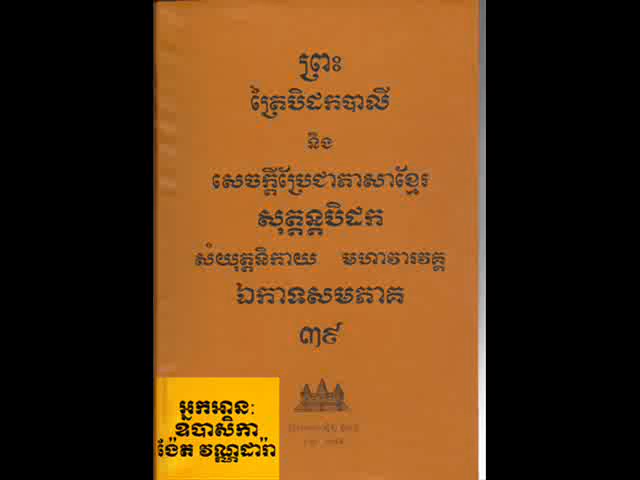 ព្រះ
ត្រៃបិដកបាលី
និង
សេចក្តីប្រែជាភាសាខ្មែរ
សុត្តន្តបិដក
សំយុត្តនិកាយ មហាវារវគ្គ
ឯកាទសមភាគ
៣៩
អ្នកអាន:
ឧបាសិកា
ង៉ែត វណ្ណដារ៉ា